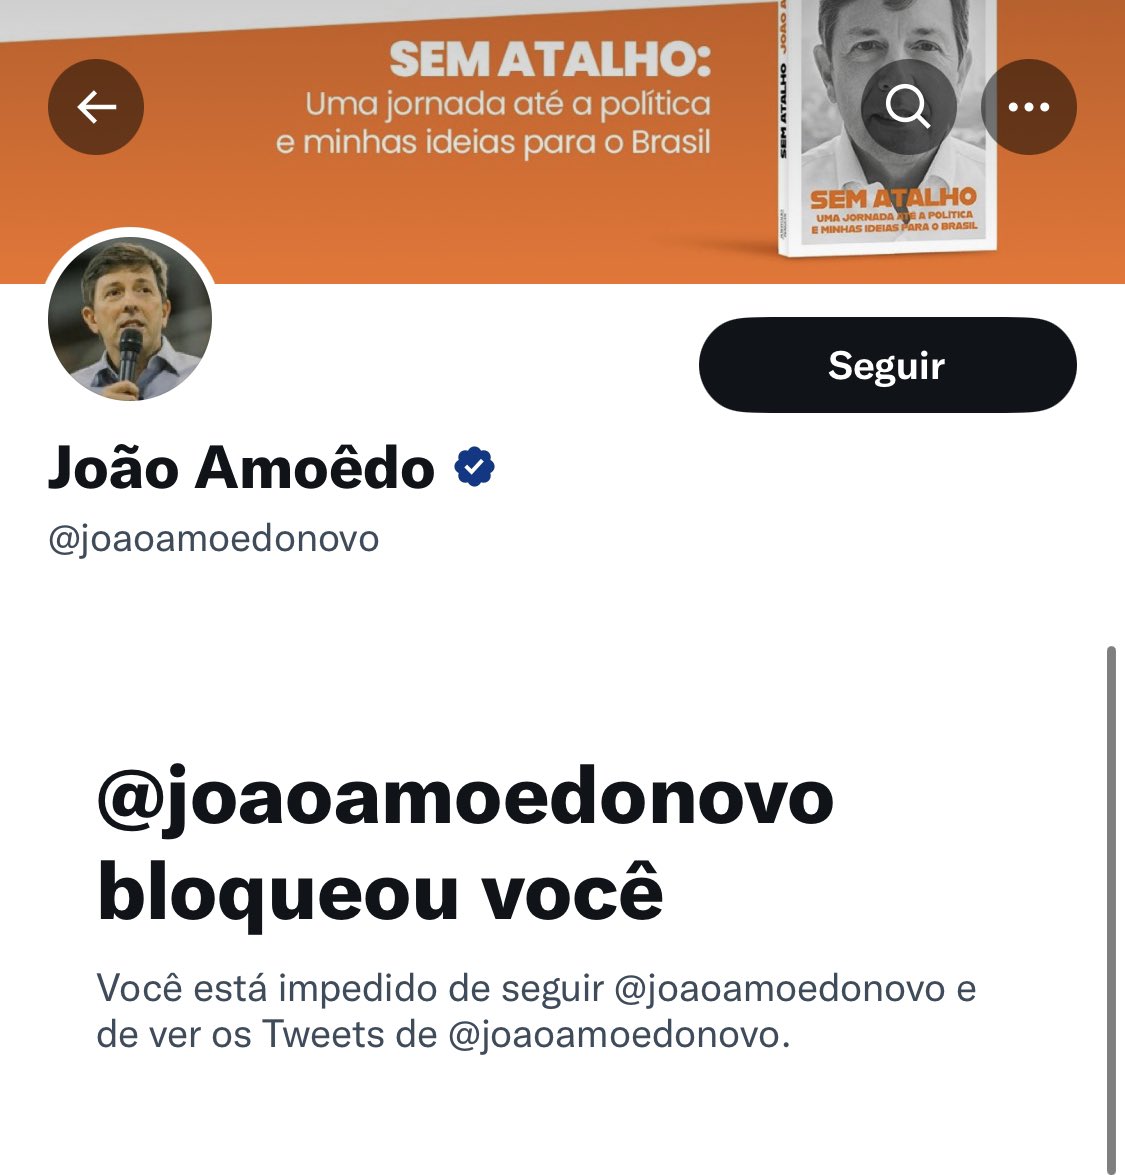 SEM ATALHO:
Uma jornada até a política
e minhas ideias para o Brasil
SEM ATALHO
JOÃO A
SEM ATALHO
UMA JORNADA ATÉ A POLÍTICA
E MINHAS IDEIAS PARA O BRASIL
Seguir
João Amoêdo
@joaoamoedonovo
@joaoamoedonovo
bloqueou você
Você está impedido de seguir @joaoamoedonovo e
de ver os Tweets de @joaoamoedonovo.